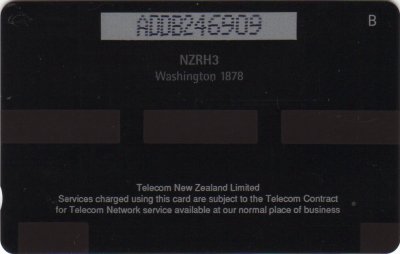 ADDB246909
B
NZRH3
Washington 1878
Telecom New Zealand Limited
Services charged using this card are subject to the Telecom Contract
for Telecom Network service available at our normal place of business